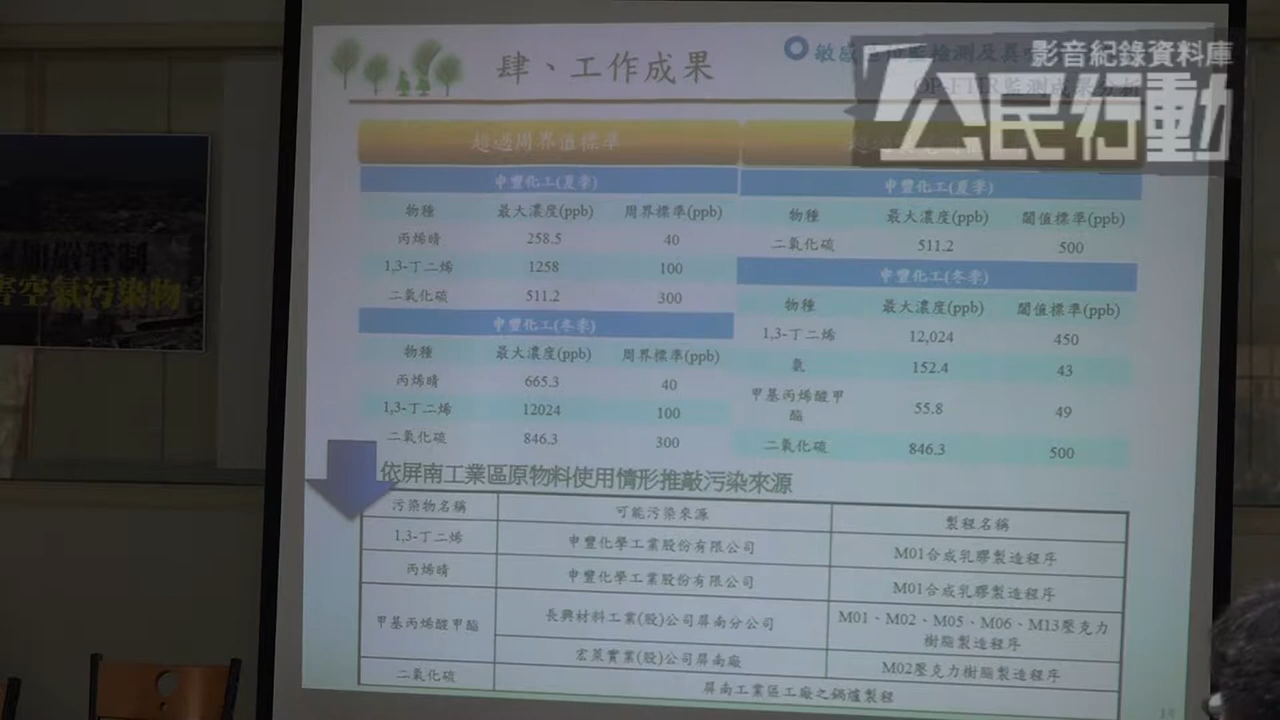 肆、工作成果
影音紀錄資料庫
公民行動
超過周界值標準
申豐化工(夏季)
物種 最大濃度(ppb) 周界標準(ppb)
丙烯晴 258.5 40
1,3-丁二烯 1258 100
二氧化硫 511.2 300
申豐化工(冬季)
物種 最大濃度(ppb) 周界標準(ppb)
丙烯晴 665.3 40
1,3-丁二烯 12024 100
二氧化硫 846.3 300
申豐化工(夏季)
物種 最大濃度(ppb) 閾值標準(ppb)
二氧化硫 511.2 500
申豐化工(冬季)
物種 最大濃度(ppb) 閾值標準(ppb)
1,3-丁二烯 12,024 450
152.4 43
甲基丙烯酸甲
酯 55.8 49
二氧化硫 846.3 500
依屏南工業區原物料使用情形推敲污染來源
污染物名稱 可能污染來源 製程名稱
1,3-丁二烯 申豐化學工業股份有限公司 M01合成乳膠製造程序
丙烯晴 申豐化學工業股份有限公司 M01合成乳膠製造程序
甲基丙烯酸甲酯 長興材料工業(股)公司屏南分公司 M01、M02、M05、M06、M13壓克力
樹脂製造程序
宏萊實業(股)公司屏南廠 M02壓克力樹脂製造程序
二氧化硫 屏南工業區工廠之鍋爐製程
加嚴管制
害空氣污染物